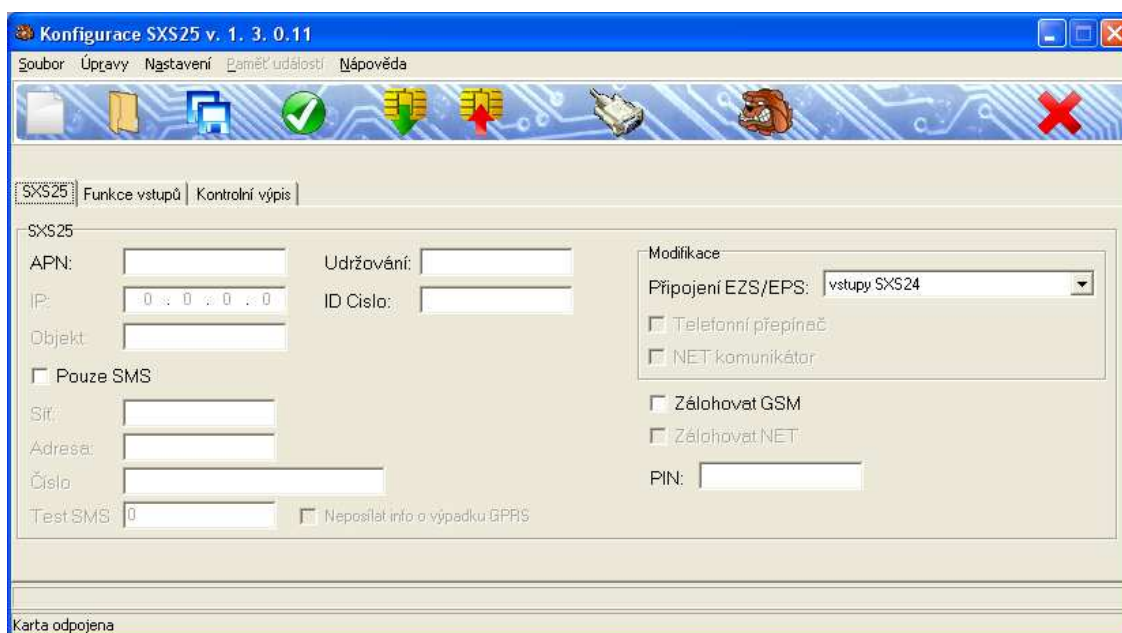 Konfigurace SXS25 v. 1. 3. 0.11
Soubor Úpravy Nastavení Paměť událostí Nápověda
SXS25 Funkce vstupů Kontrolní výpis
SXS25
APN:
Udržování:
IP: 0 . 0 . 0 . 0
ID Cislo:
Objekt:
Pouze SMS
Síť:
Adresa:
Číslo
Test SMS 0
Neposílat info o výpadku GPRS
Modifikace
Připojení EZS/EPS: vstupy SXS24
Telefonní přepínač
NET komunikátor
Zálohovat GSM
Zálohovat NET
PIN:
Karta odpojena